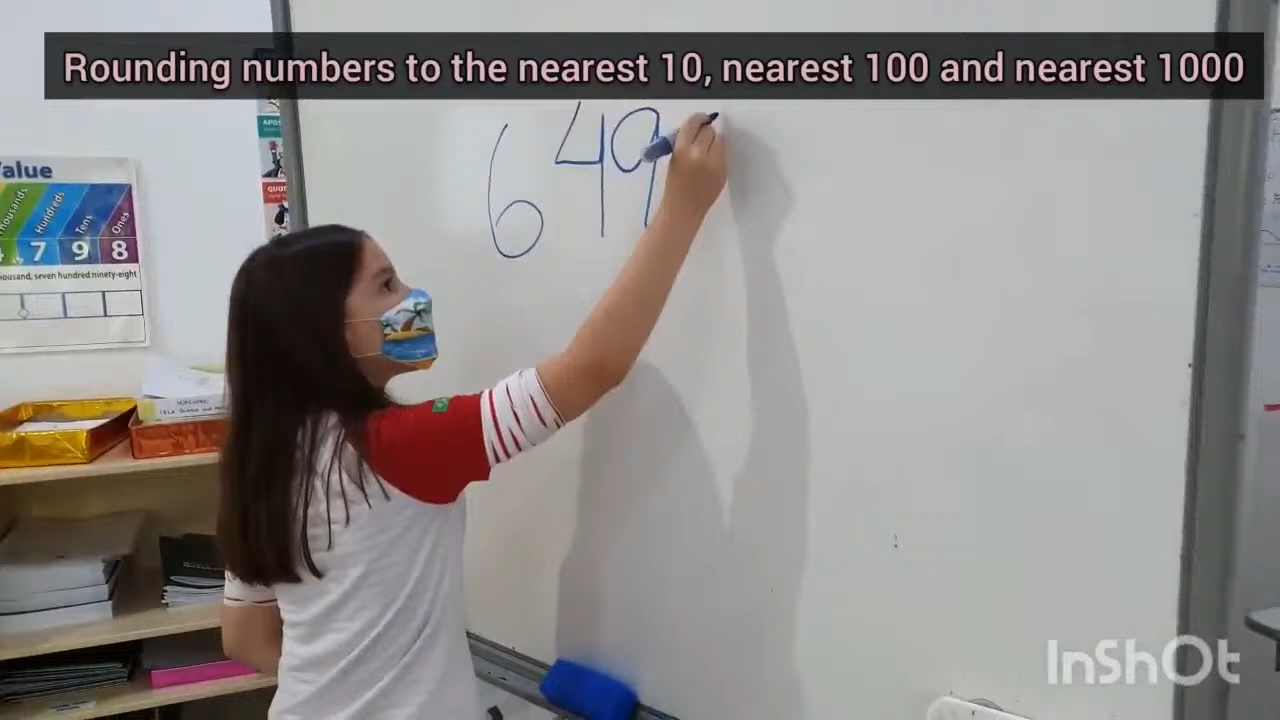 Rounding numbers to the nearest 10, nearest 100 and nearest 1000
649
Value
Thousands Hundreds Tens Ones
7 9 8
seven hundred ninety-eight
InShOt